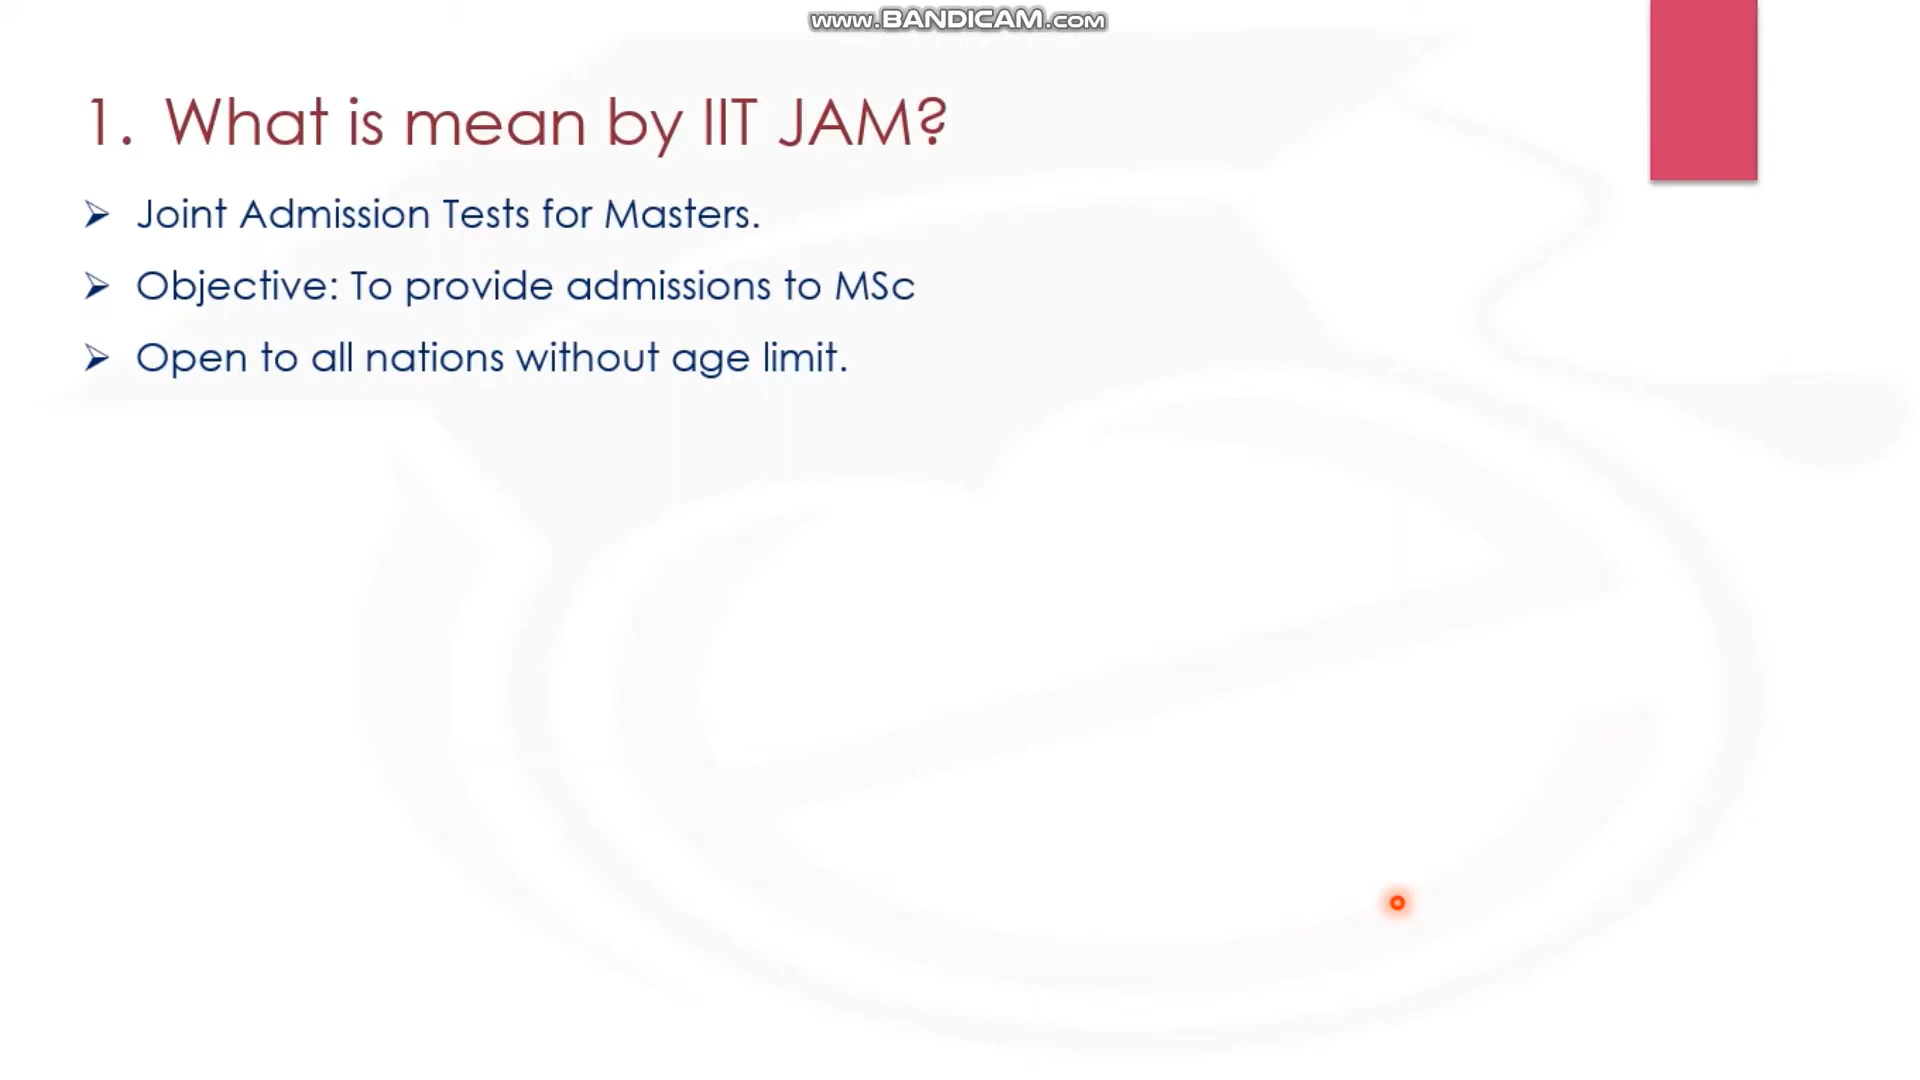 www.BANDICAM.com
1. What is mean by IIT JAM?
➢ Joint Admission Tests for Masters.
➢ Objective: To provide admissions to MSc
➢ Open to all nations without age limit.